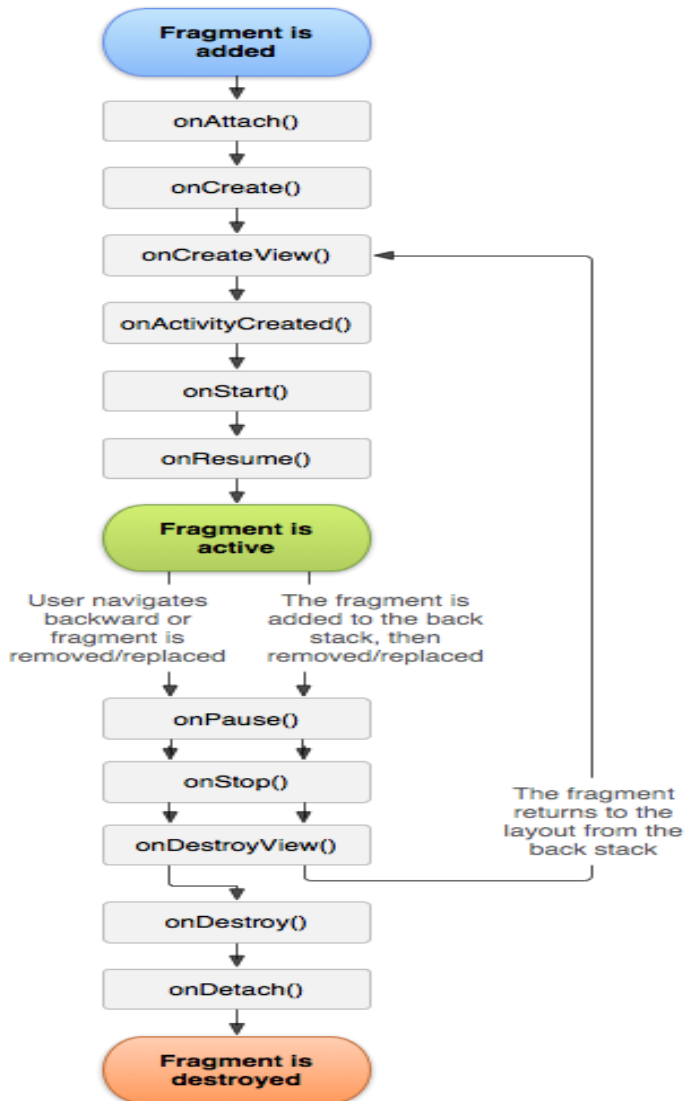 Fragment is
added
onAttach()
onCreate()
onCreateView()
onActivityCreated()
onStart()
onResume()
Fragment is
active
User navigates
backward or
fragment is
removed/replaced
The fragment is
added to the back
stack, then
removed/replaced
onPause()
onStop()
onDestroyView()
The fragment
returns to the
layout from the
back stack
onDestroy()
onDetach()
Fragment is
destroyed